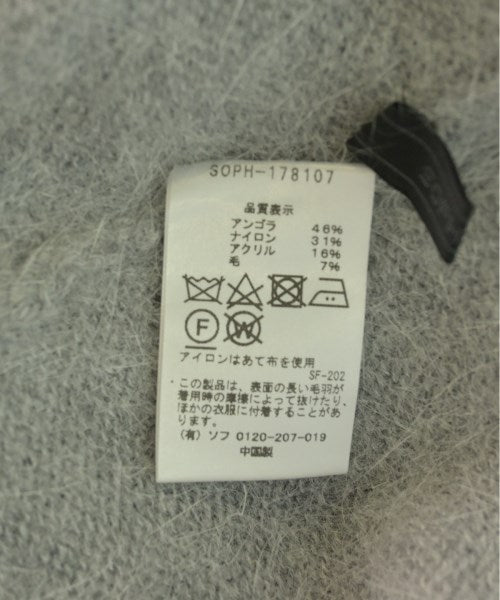 SOPH-178107
品質表示
アンゴラ 46%
ナイロン 31%
アクリル 16%
毛 7%
F W
アイロンはあて布を使用
SF-202
・この製品は、表面の長い毛羽が
着用時の摩擦によって抜けたり、
ほかの衣服に付着することがあ
ります。
(有) ソフ 0120-207-019
中国製